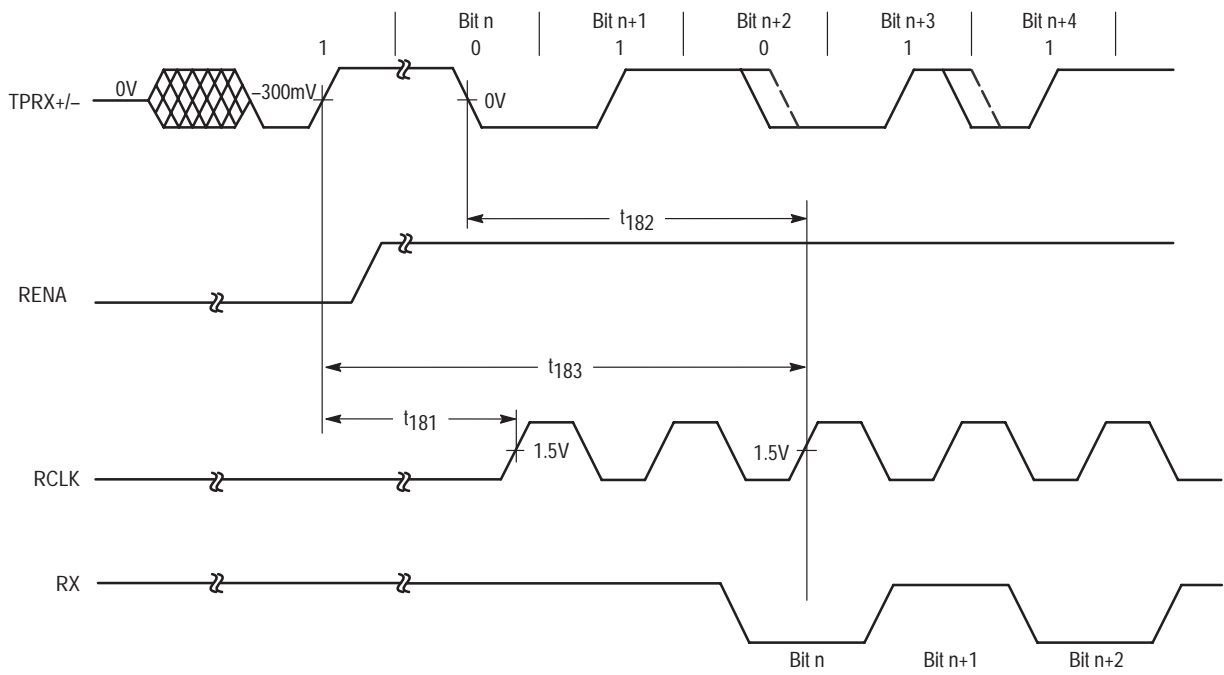 Bit n
Bit n+1
Bit n+2
Bit n+3
Bit n+4
1
0
1
0
1
1
TPRX+/–
0V
–300mV
0V
t182
RENA
t183
t181
1.5V
1.5V
RCLK
RX
Bit n
Bit n+1
Bit n+2